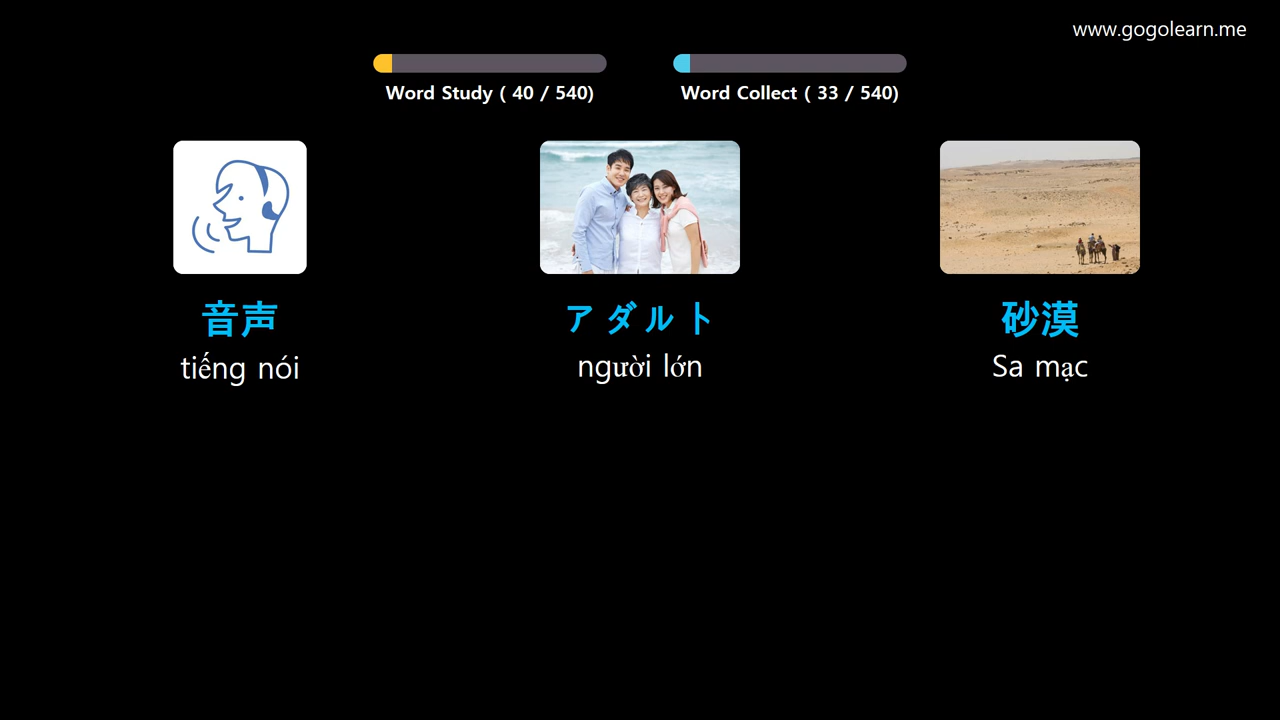 www.gogolearn.me
Word Study ( 40 / 540)
Word Collect ( 33 / 540)
音声
アダルト
砂漠
tiếng nói
người lớn
Sa mạc